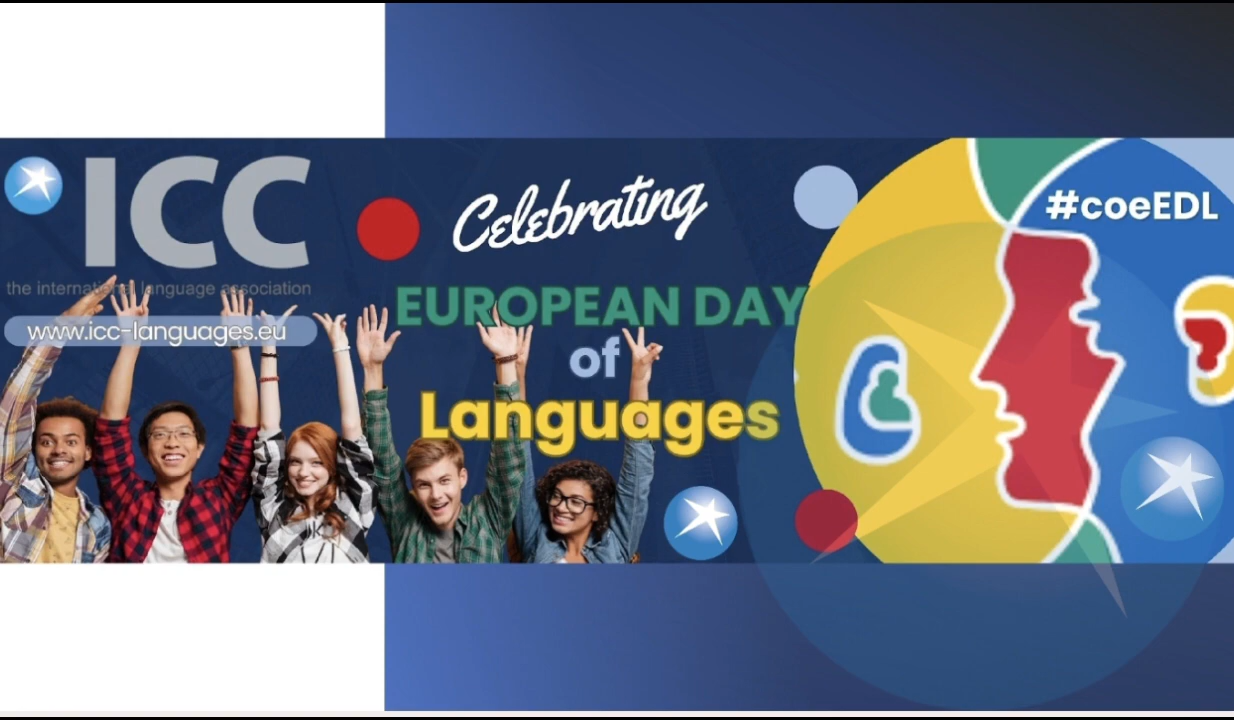 ICC
the international language association
www.icc-languages.eu
Celebrating
EUROPEAN DAY
of
Languages
#coeEDL